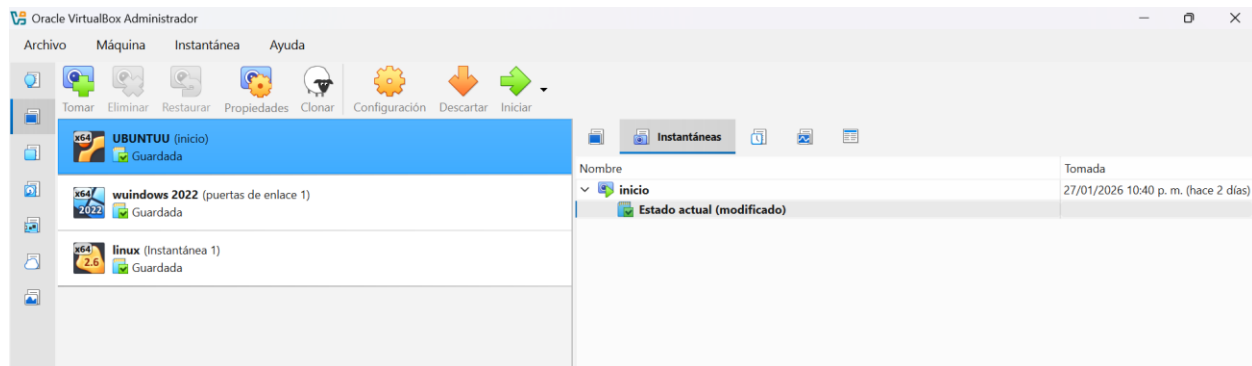 Oracle VirtualBox Administrador
Archivo Máquina Instantánea Ayuda
Tomar Eliminar Restaurar Propiedades Clonar Configuración Descartar Iniciar
x64 UBUNTUU (inicio)
Guardada
x64 2022 wuindows 2022 (puertas de enlace 1)
Guardada
x64 2.6 linux (Instantánea 1)
Guardada
Instantáneas
Nombre Tomada
inicio 27/01/2026 10:40 p. m. (hace 2 días)
Estado actual (modificado)